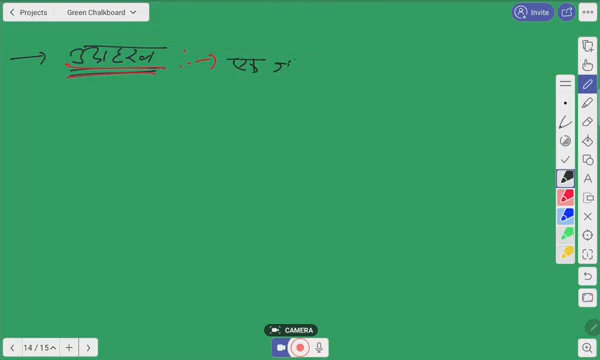 Projects Green Chalkboard Invite
→ उदाहरण :→ एक
A
14 / 15
CAMERA